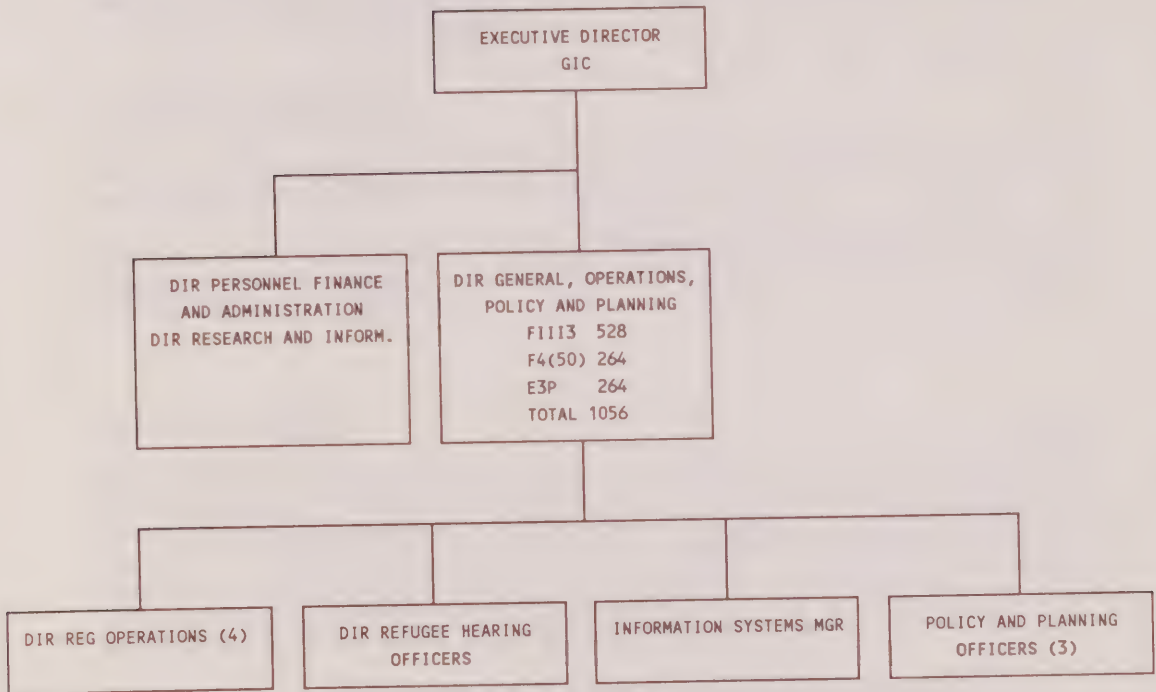 EXECUTIVE DIRECTOR
GIC
DIR PERSONNEL FINANCE
AND ADMINISTRATION
DIR RESEARCH AND INFORM.
DIR GENERAL, OPERATIONS,
POLICY AND PLANNING
FIII3 528
F4(50) 264
E3P 264
TOTAL 1056
DIR REG OPERATIONS (4)
DIR REFUGEE HEARING
OFFICERS
INFORMATION SYSTEMS MGR
POLICY AND PLANNING
OFFICERS (3)